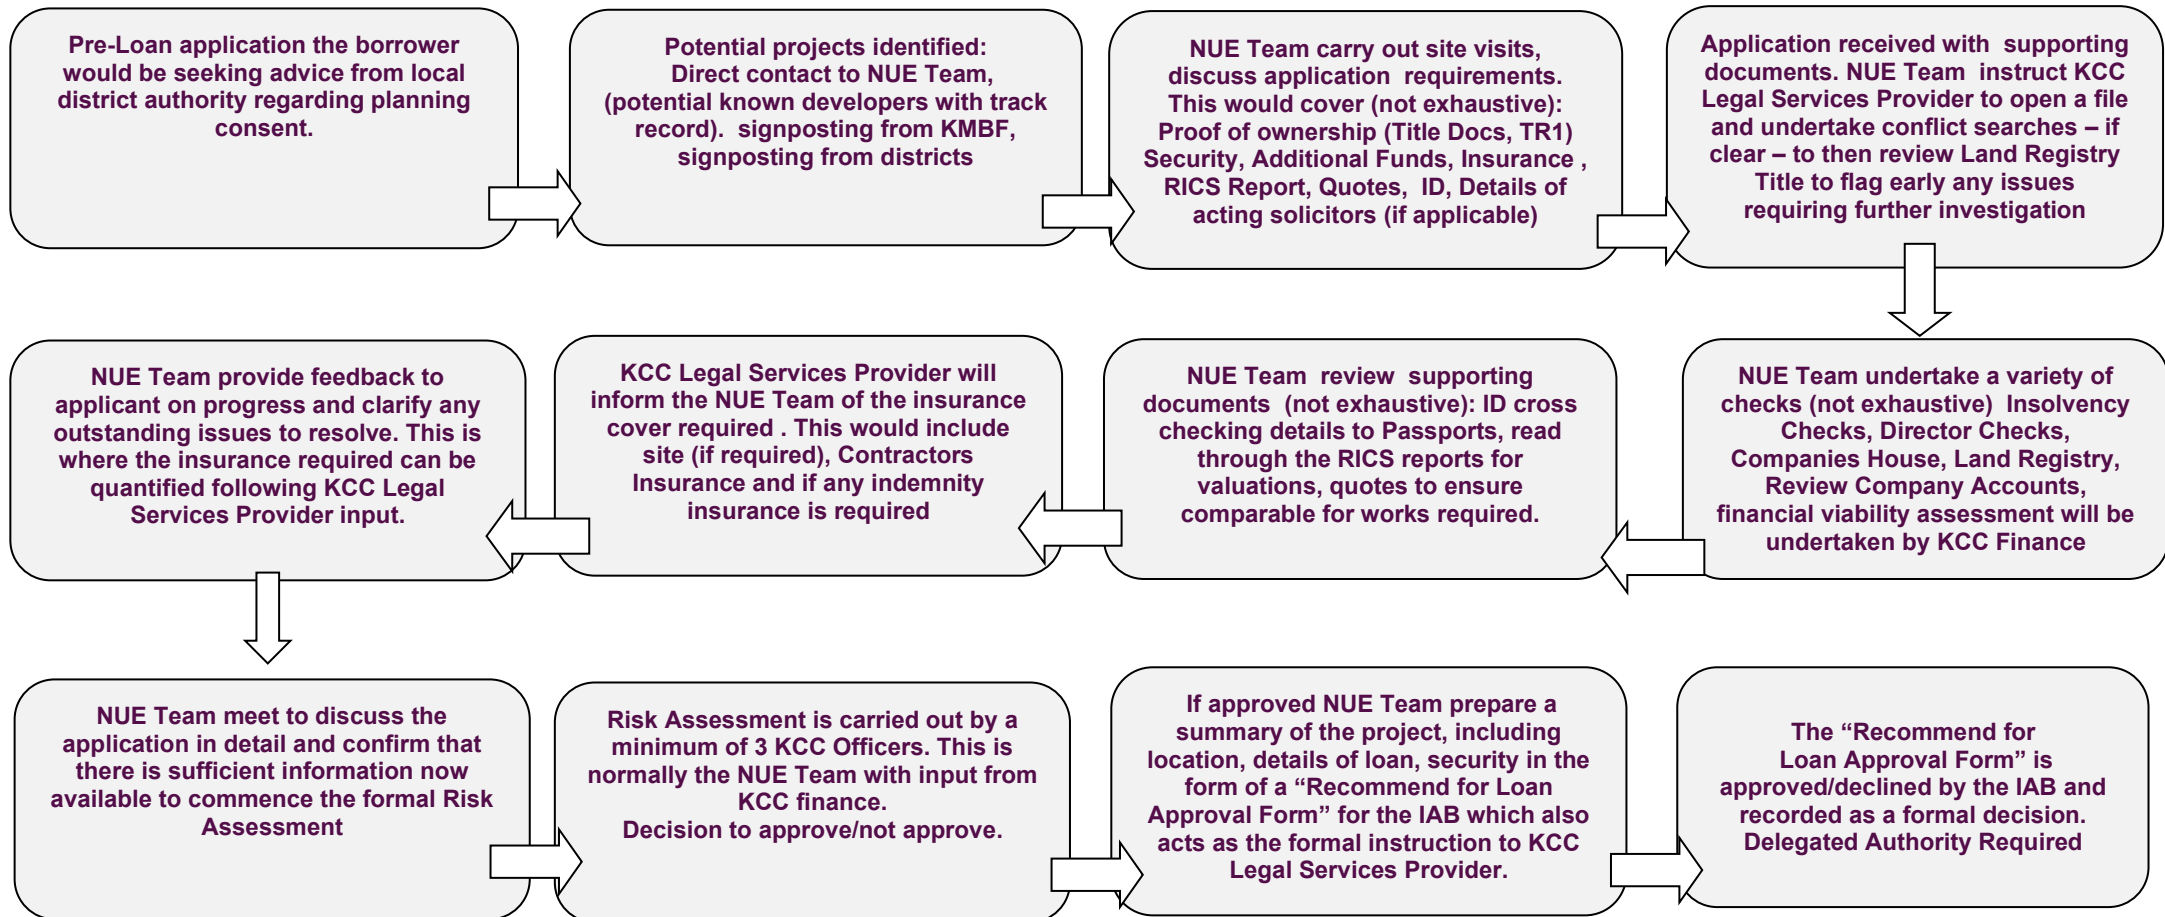 Pre-Loan application the borrower
would be seeking advice from local
district authority regarding planning
consent.
Potential projects identified:
Direct contact to NUE Team,
(potential known developers with track
record).  signposting from KMBF,
signposting from districts
NUE Team carry out site visits,
discuss application  requirements.
This would cover (not exhaustive):
Proof of ownership (Title Docs, TR1)
Security, Additional Funds, Insurance ,
RICS Report, Quotes,  ID, Details of
acting solicitors (if applicable)
Application received with  supporting
documents. NUE Team  instruct KCC
Legal Services Provider to open a file
and undertake conflict searches – if
clear – to then review Land Registry
Title to flag early any issues
requiring further investigation
NUE Team undertake a variety of
checks (not exhaustive)  Insolvency
Checks, Director Checks,
Companies House, Land Registry,
Review Company Accounts,
financial viability assessment will be
undertaken by KCC Finance
NUE Team  review  supporting
documents  (not exhaustive): ID cross
checking details to Passports, read
through the RICS reports for
valuations, quotes to ensure
comparable for works required.
KCC Legal Services Provider will
inform the NUE Team of the insurance
cover required . This would include
site (if required), Contractors
Insurance and if any indemnity
insurance is required
NUE Team provide feedback to
applicant on progress and clarify any
outstanding issues to resolve. This is
where the insurance required can be
quantified following KCC Legal
Services Provider input.
NUE Team meet to discuss the
application in detail and confirm that
there is sufficient information now
available to commence the formal Risk
Assessment
Risk Assessment is carried out by a
minimum of 3 KCC Officers. This is
normally the NUE Team with input from
KCC finance.
Decision to approve/not approve.
If approved NUE Team prepare a
summary of the project, including
location, details of loan, security in the
form of a “Recommend for Loan
Approval Form” for the IAB which also
acts as the formal instruction to KCC
Legal Services Provider.
The “Recommend for
Loan Approval Form” is
approved/declined by the IAB and
recorded as a formal decision.
Delegated Authority Required